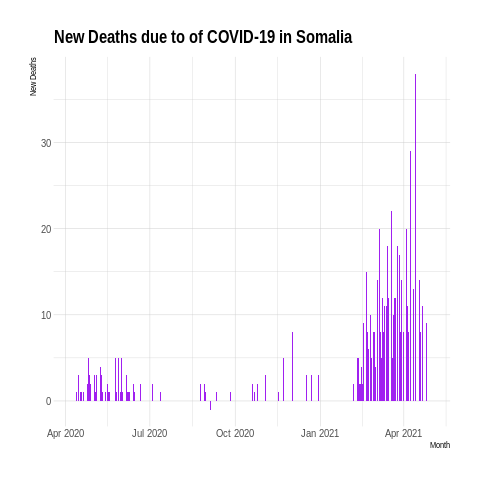 New Deaths due to of COVID-19 in Somalia
New Deaths
30
20
10
0
Apr 2020
Jul 2020
Oct 2020
Jan 2021
Apr 2021
Month